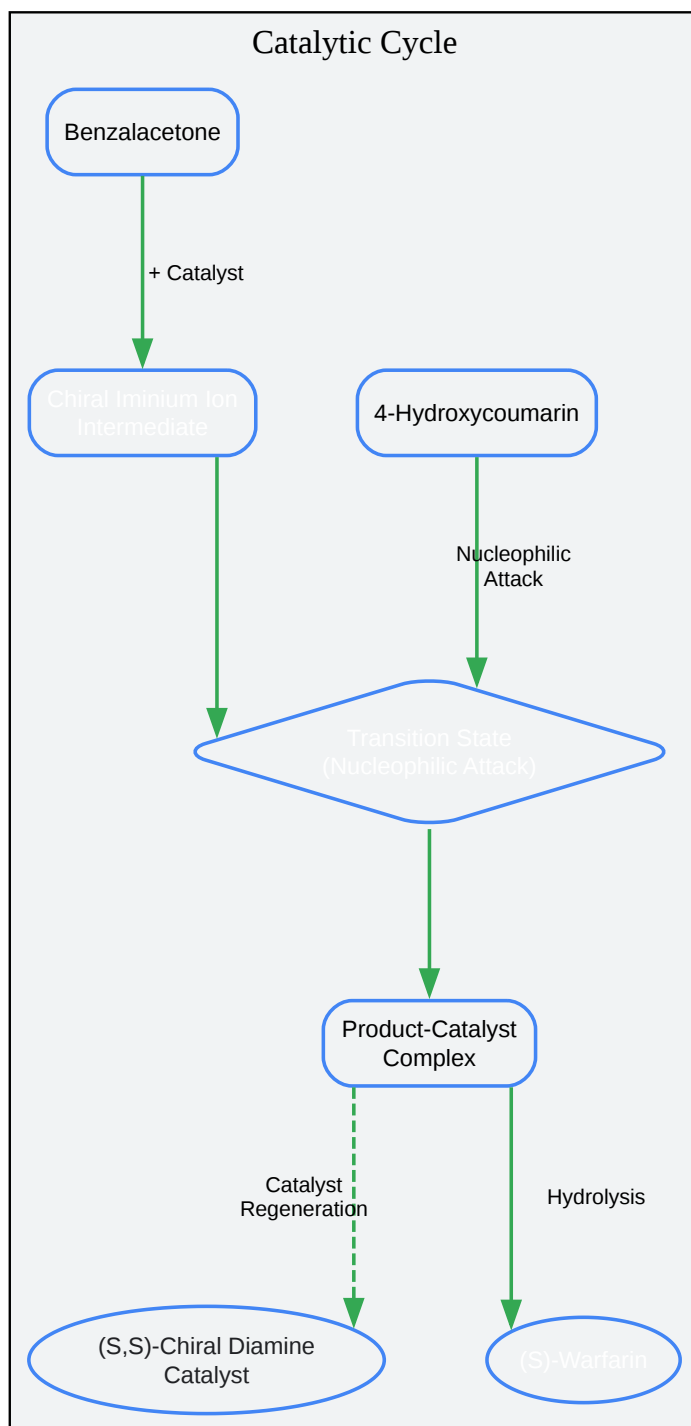 Catalytic Cycle
Benzalacetone
+ Catalyst
Chiral Iminium Ion
Intermediate
4-Hydroxycoumarin
Nucleophilic
Attack
Transition State
(Nucleophilic Attack)
Product-Catalyst
Complex
Catalyst
Regeneration
Hydrolysis
(S,S)-Chiral Diamine
Catalyst
(S)-Warfarin